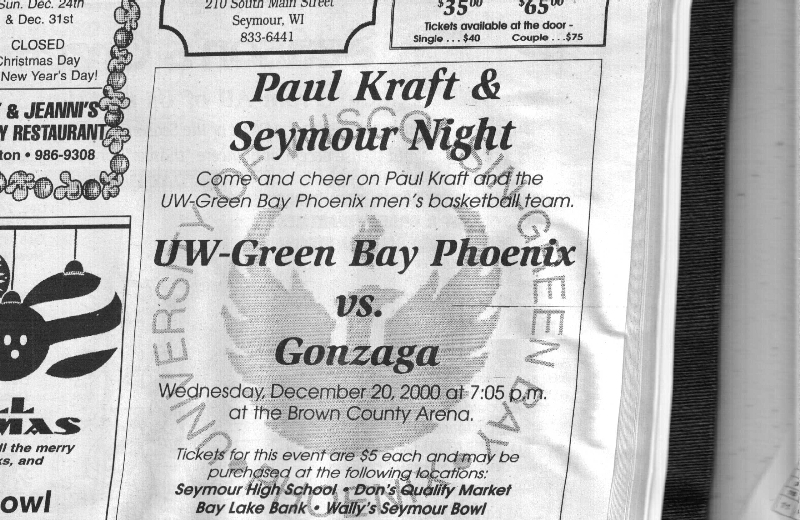 Sun. Dec. 24th
& Dec. 31st
CLOSED
Christmas Day
New Year's Day!
& JEANNI'S
RESTAURANT
• 986-9308
LL
MAS
the merry
and
owl
210 South Main Street
Seymour, WI
833-6441
$35.00 $65.00
Tickets available at the door -
Single . . . $40 Couple . . .$75
Paul Kraft &
Seymour Night
Come and cheer on Paul Kraft and the
UW-Green Bay Phoenix men's basketball team.
UW-Green Bay Phoenix
vs.
Gonzaga
Wednesday, December 20, 2000 at 7:05 p.m.
at the Brown County Arena.
Tickets for this event are $5 each and may be
purchased at the following locations:
Seymour High School • Don's Quality Market
Bay Lake Bank • Wally's Seymour Bowl
UNIVERSITY OF WISCONSIN GREEN BAY
PHOENIX